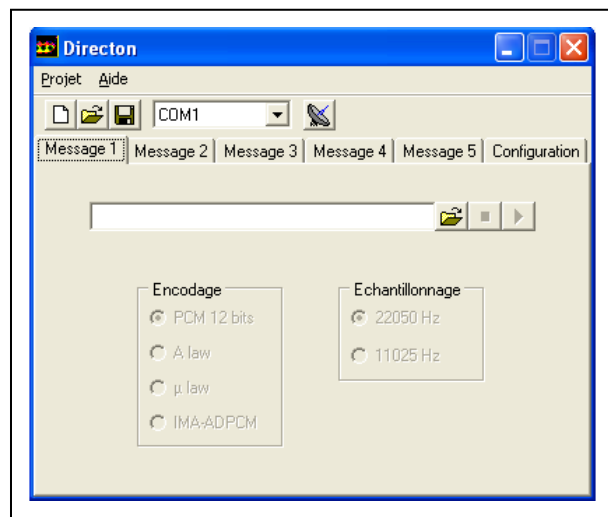 Directon
Projet Aide
COM1
Message 1 Message 2 Message 3 Message 4 Message 5 Configuration
Encodage
PCM 12 bits
A law
µ law
IMA-ADPCM
Echantillonnage
22050 Hz
11025 Hz